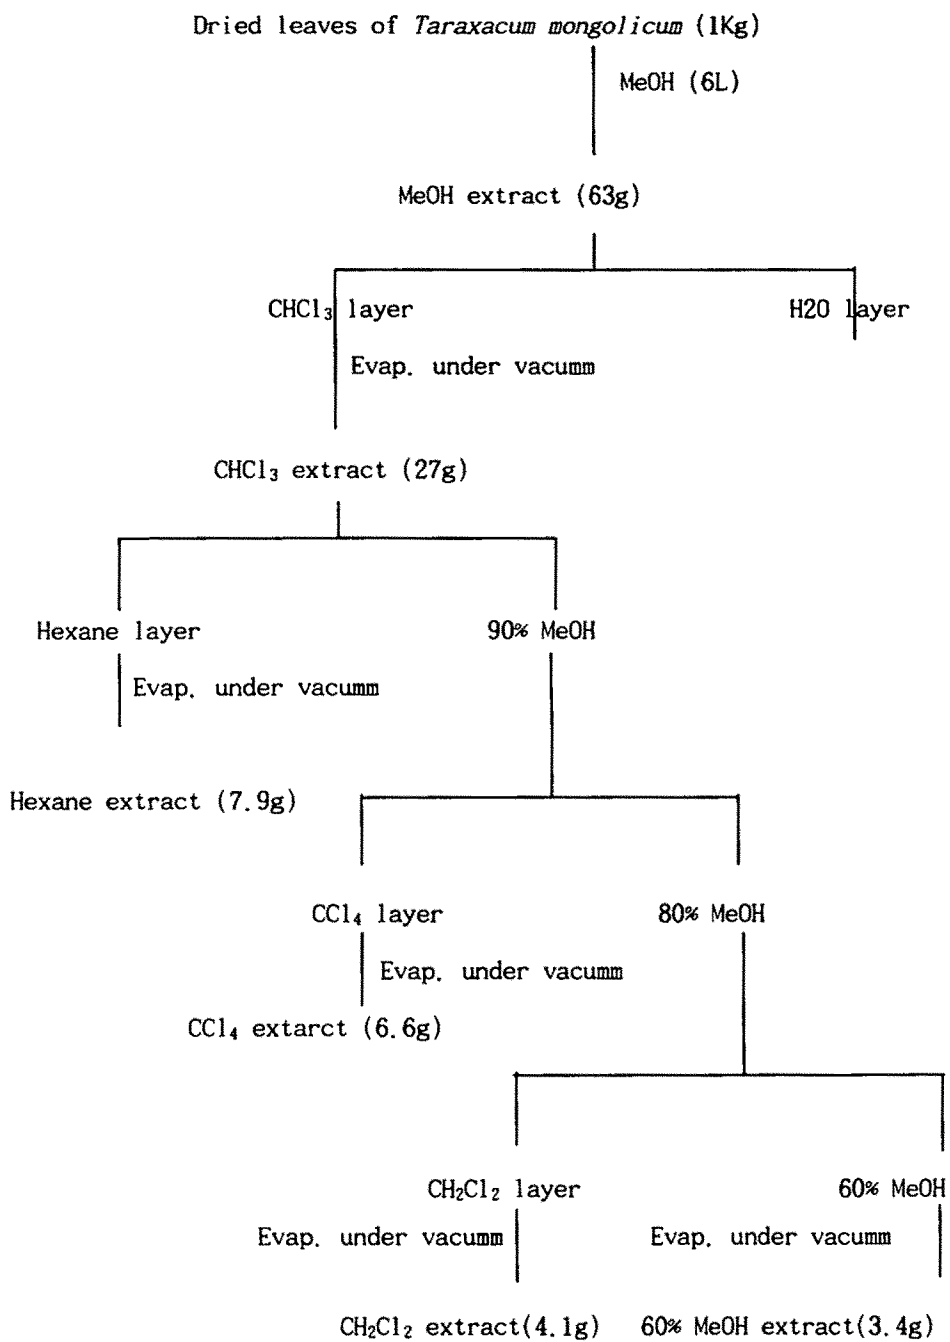 Dried leaves of Taraxacum mongolicum (1Kg)
MeOH (6L)
MeOH extract (63g)
CHCl₃ layer
H2O layer
Evap. under vacumm
CHCl₃ extract (27g)
Hexane layer
90% MeOH
Evap. under vacumm
Hexane extract (7.9g)
CCl₄ layer
80% MeOH
Evap. under vacumm
CCl₄ extarct (6.6g)
CH₂Cl₂ layer
60% MeOH
Evap. under vacumm
Evap. under vacumm
CH₂Cl₂ extract(4.1g)
60% MeOH extract(3.4g)